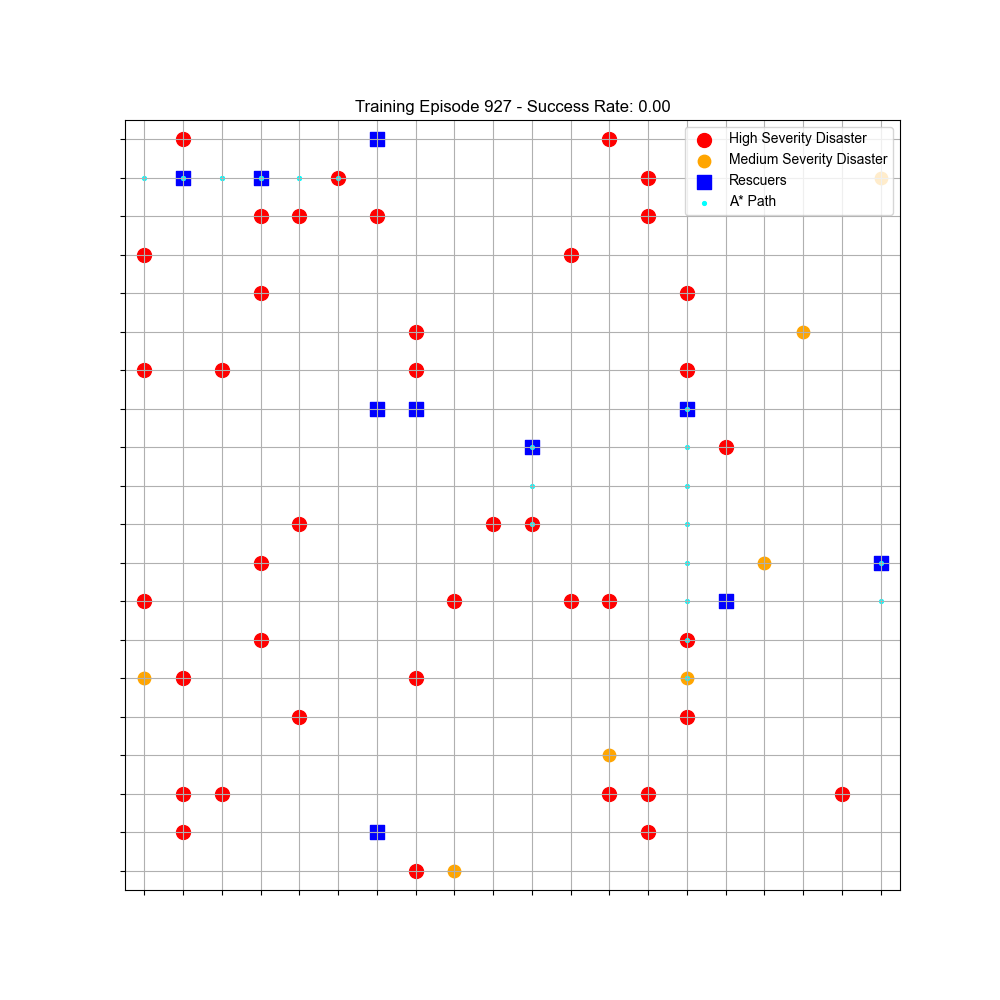 Training Episode 927 - Success Rate: 0.00
High Severity Disaster
Medium Severity Disaster
Rescuers
A* Path